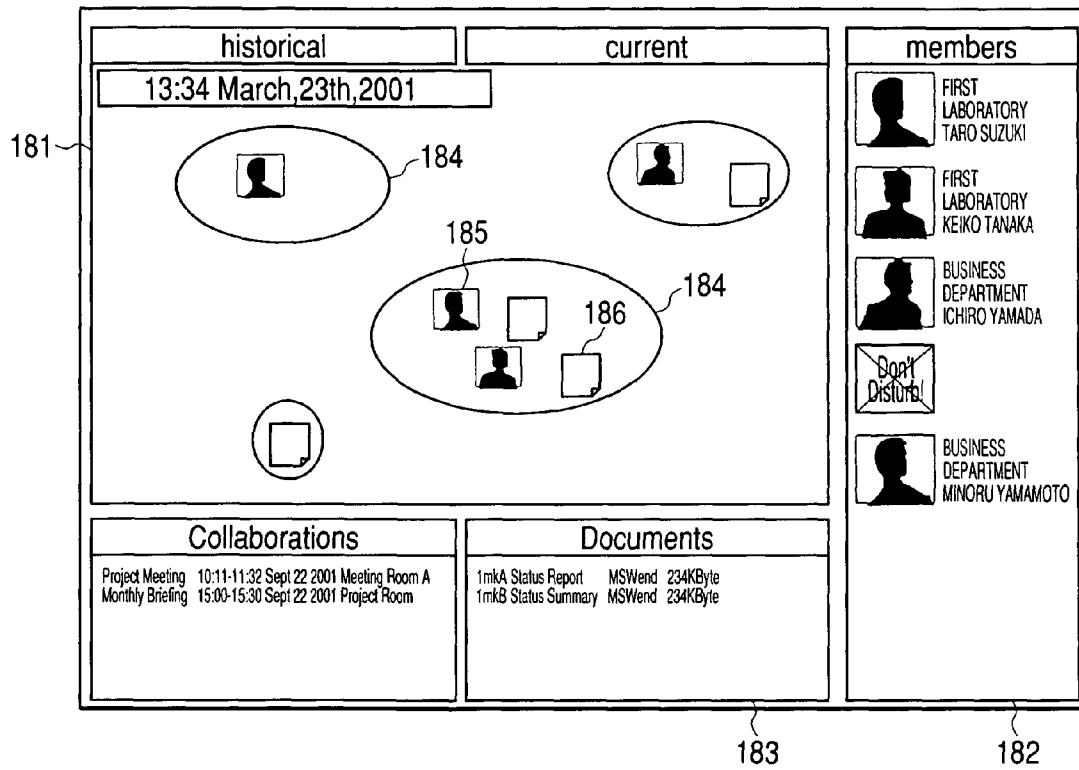 historical
current
members
13:34 March,23th,2001
181
184
185
184
186
FIRST
LABORATORY
TARO SUZUKI
FIRST
LABORATORY
KEIKO TANAKA
BUSINESS
DEPARTMENT
ICHIRO YAMADA
Don't
Disturb!
BUSINESS
DEPARTMENT
MINORU YAMAMOTO
Collaborations
Project Meeting 10:11-11:32 Sept 22 2001 Meeting Room A
Monthly Briefing 15:00-15:30 Sept 22 2001 Project Room
Documents
1mkA Status Report MSWend 234KByte
1mkB Status Summary MSWend 234KByte
183
182